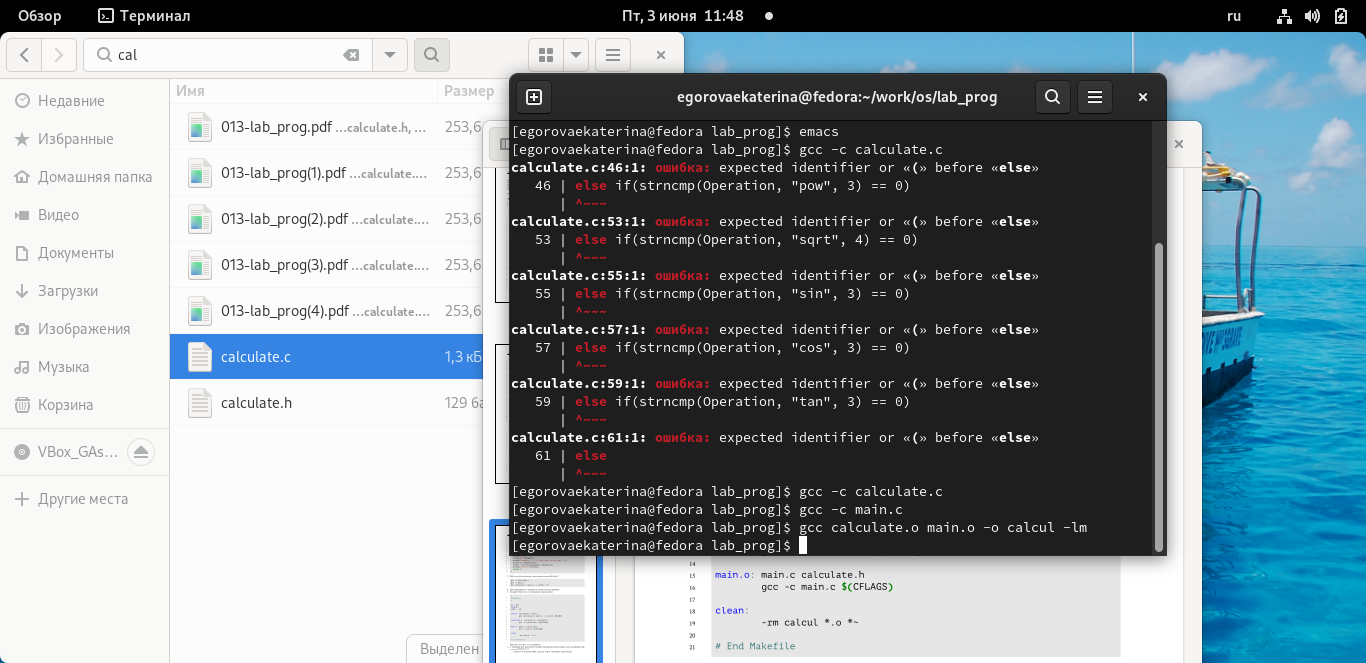 Обзор
Терминал
Пт, 3 июня 11:48
ru
cal
Недавние
Избранные
Домашняя папка
Видео
Документы
Загрузки
Изображения
Музыка
Корзина
VBox_GAs…
Другие места
Имя Размер
013-lab_prog.pdf …calculate.h, … 253,6
013-lab_prog(1).pdf …calculate.… 253,6
013-lab_prog(2).pdf …calculate.… 253,6
013-lab_prog(3).pdf …calculate.… 253,6
013-lab_prog(4).pdf …calculate.… 253,6
calculate.c 1,3 кБ
calculate.h 129 ба
Выделен
egorovaekaterina@fedora:~/work/os/lab_prog
[egorovaekaterina@fedora lab_prog]$ emacs
[egorovaekaterina@fedora lab_prog]$ gcc -c calculate.c
calculate.c:46:1: ошибка: expected identifier or «(» before «else»
46 | else if(strncmp(Operation, "pow", 3) == 0)
| ^~~~
calculate.c:53:1: ошибка: expected identifier or «(» before «else»
53 | else if(strncmp(Operation, "sqrt", 4) == 0)
| ^~~~
calculate.c:55:1: ошибка: expected identifier or «(» before «else»
55 | else if(strncmp(Operation, "sin", 3) == 0)
| ^~~~
calculate.c:57:1: ошибка: expected identifier or «(» before «else»
57 | else if(strncmp(Operation, "cos", 3) == 0)
| ^~~~
calculate.c:59:1: ошибка: expected identifier or «(» before «else»
59 | else if(strncmp(Operation, "tan", 3) == 0)
| ^~~~
calculate.c:61:1: ошибка: expected identifier or «(» before «else»
61 | else
| ^~~~
[egorovaekaterina@fedora lab_prog]$ gcc -c calculate.c
[egorovaekaterina@fedora lab_prog]$ gcc -c main.c
[egorovaekaterina@fedora lab_prog]$ gcc calculate.o main.o -o calcul -lm
[egorovaekaterina@fedora lab_prog]$
14
15 main.o: main.c calculate.h
16 gcc -c main.c $(CFLAGS)
17
18 clean:
19 -rm calcul *.o *~
20
21 # End Makefile